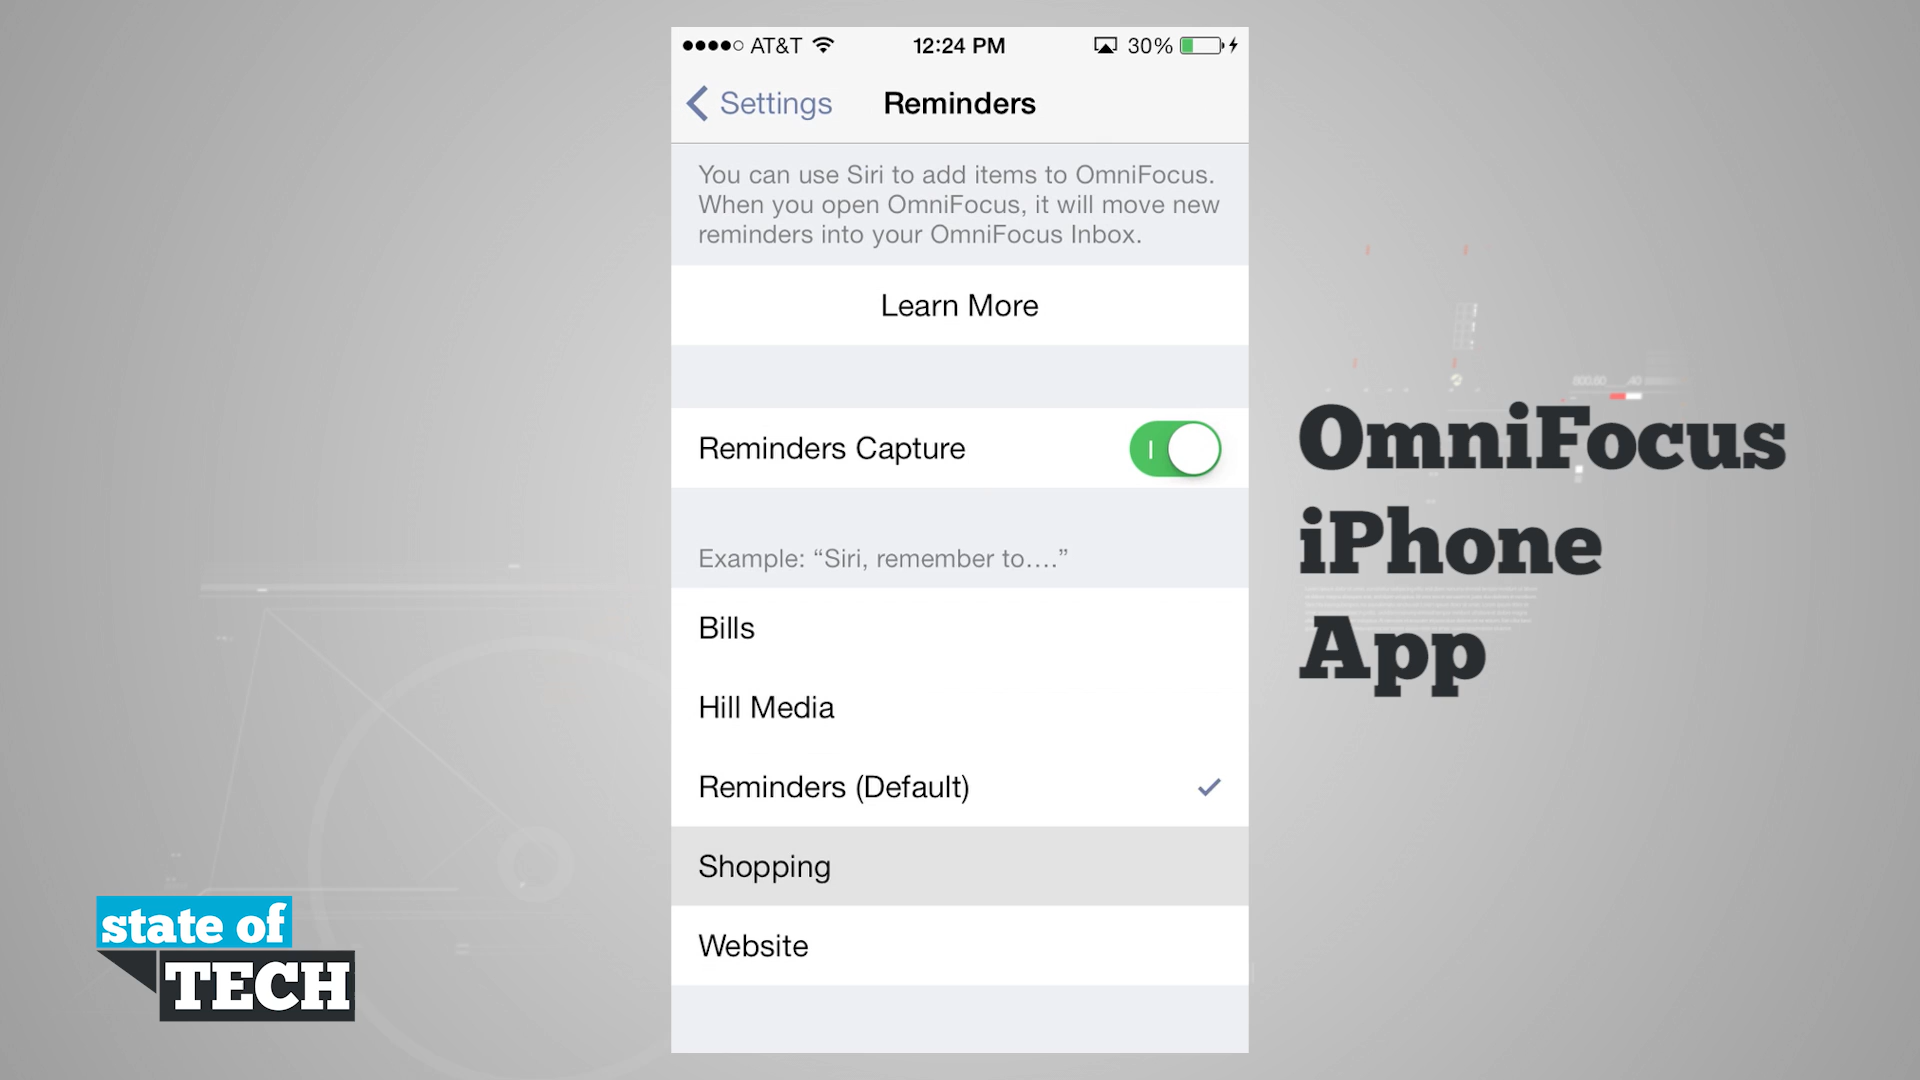 AT&T 12:24 PM 30%
Settings Reminders
You can use Siri to add items to OmniFocus.
When you open OmniFocus, it will move new
reminders into your OmniFocus Inbox.
Learn More
Reminders Capture
Example: “Siri, remember to....”
Bills
Hill Media
Reminders (Default)
Shopping
Website
OmniFocus
iPhone
App
state of
TECH